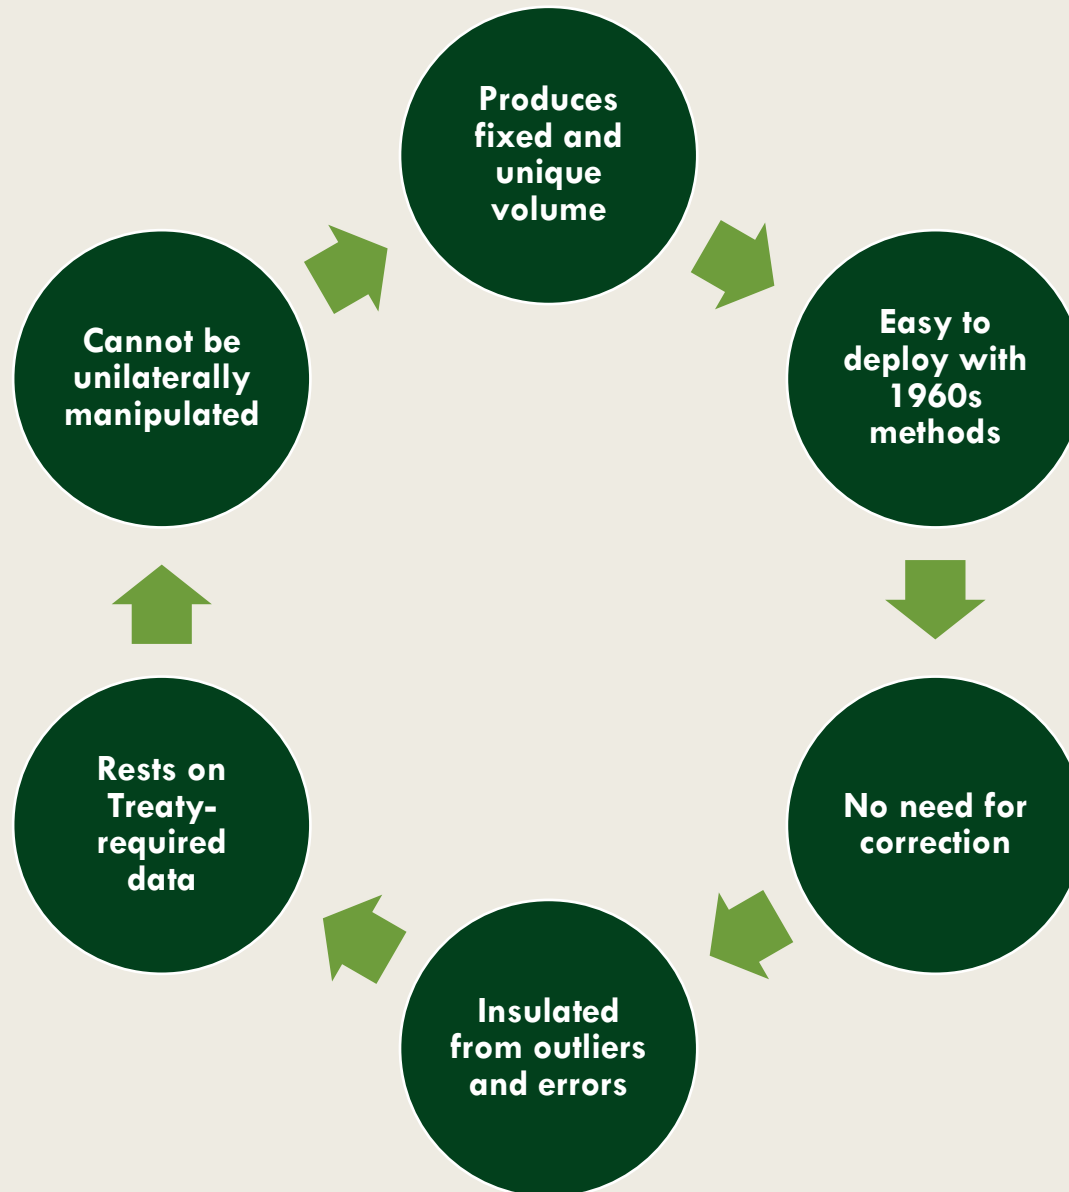 Produces
fixed and
unique
volume
Easy to
deploy with
1960s
methods
No need for
correction
Insulated
from outliers
and errors
Rests on
Treaty-
required
data
Cannot be
unilaterally
manipulated